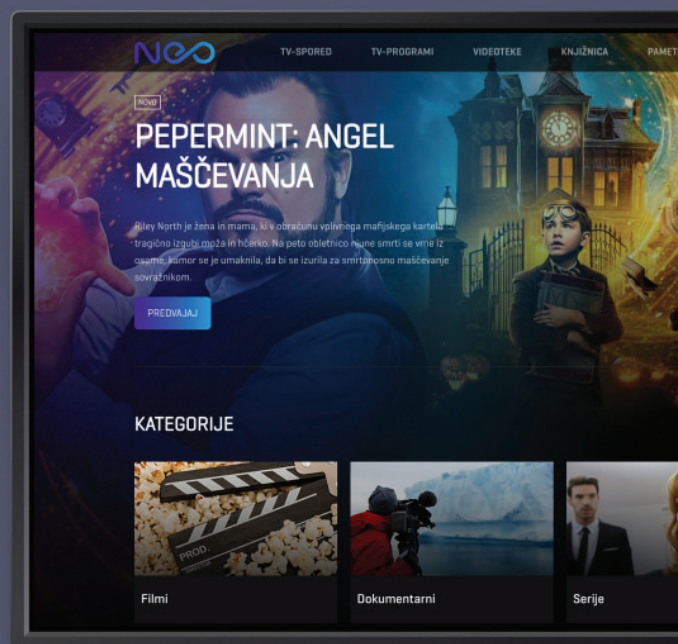 NEO
TV-SPORED
TV-PROGRAMI
VIDEOTEKE
KNJIŽNICA
PAMET
NOVO
PEPERMINT: ANGEL
MAŠČEVANJA
Riley North je žena in mama, ki v obračunu vplivnega mafijskega kartela
tragično izgubi moža in hčerko. Na peto obletnico njune smrti se vrne iz
osame, kamor se je umaknila, da bi se izurila za smrtonosno maščevanje
sovražnikom.
PREDVAJAJ
KATEGORIJE
PROD.
DIRECTOR
Filmi
Dokumentarni
Serije